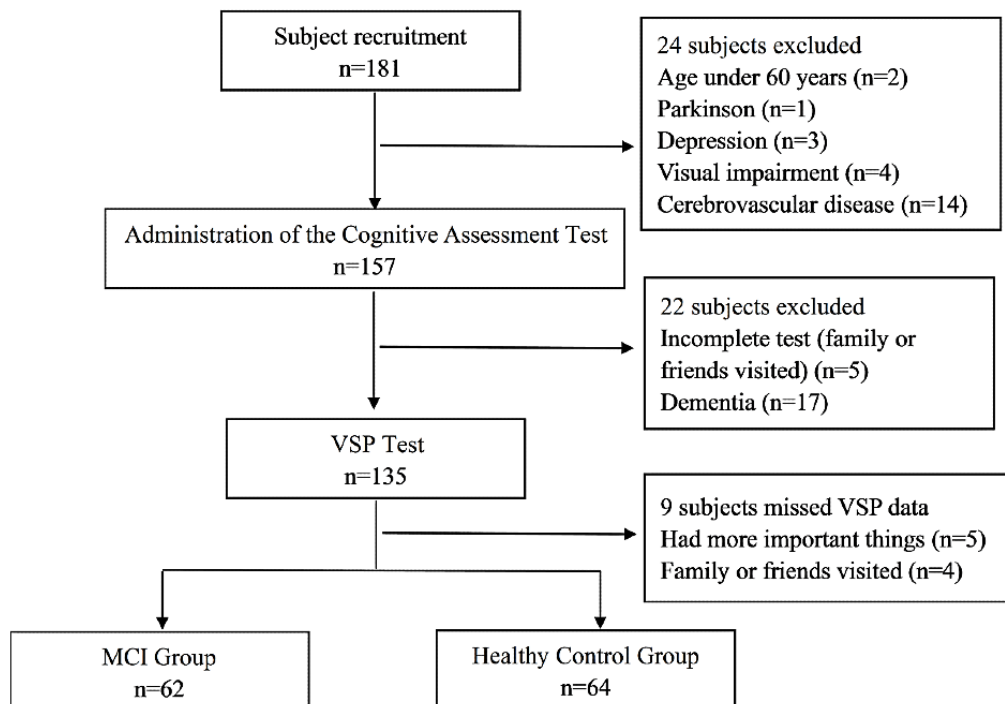 Subject recruitment
n=181
24 subjects excluded
Age under 60 years (n=2)
Parkinson (n=1)
Depression (n=3)
Visual impairment (n=4)
Cerebrovascular disease (n=14)
Administration of the Cognitive Assessment Test
n=157
22 subjects excluded
Incomplete test (family or
friends visited) (n=5)
Dementia (n=17)
VSP Test
n=135
9 subjects missed VSP data
Had more important things (n=5)
Family or friends visited (n=4)
MCI Group
n=62
Healthy Control Group
n=64